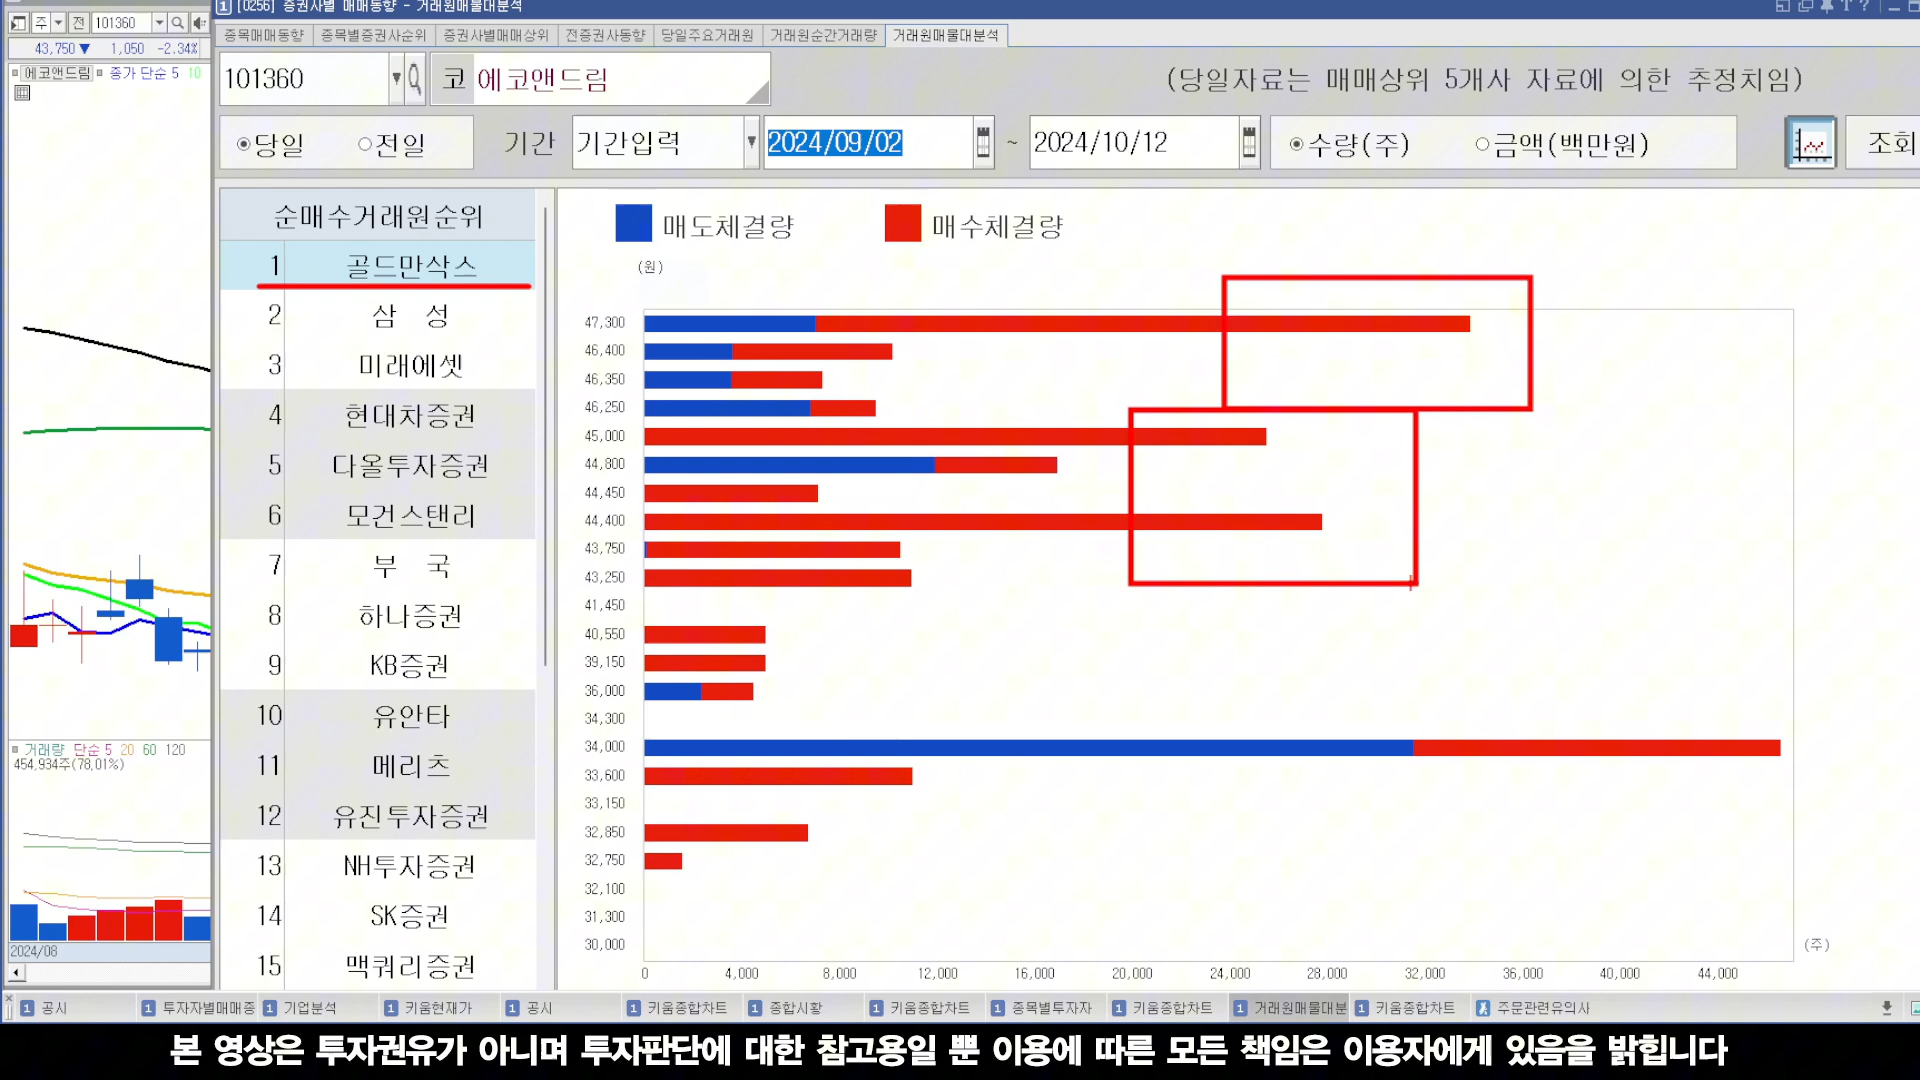 [0256] 증권사별 매매동향 - 거래원매물대분석
주 전 101360
43,750 ▼ 1,050 -2.34%
종목매매동향 종목별증권사순위 증권사별매매상위 전증권사동향 당일주요거래원 거래원순간거래량 거래원매물대분석
에코앤드림 종가 단순 5 10
101360 코 에코앤드림 (당일자료는 매매상위 5개사 자료에 의한 추정치임)
당일 전일 기간 기간입력 2024/09/02 ~ 2024/10/12 수량(주) 금액(백만원) 조회
순매수거래원순위
1 골드만삭스
2 삼 성
3 미래에셋
4 현대차증권
5 다올투자증권
6 모건스탠리
7 부 국
8 하나증권
9 KB증권
10 유안타
11 메리츠
12 유진투자증권
13 NH투자증권
14 SK증권
15 맥쿼리증권
매도체결량 매수체결량
(원)
47,300
46,400
46,350
46,250
45,000
44,800
44,450
44,400
43,750
43,250
41,450
40,550
39,150
36,000
34,300
34,000
33,600
33,150
32,850
32,750
32,100
31,300
30,000
(주)
0 4,000 8,000 12,000 16,000 20,000 24,000 28,000 32,000 36,000 40,000 44,000
거래량 단순 5 20 60 120
454,934주(78,01%)
2024/08
1 공시 1 투자자별매매종 1 기업분석 1 키움현재가 1 공시 1 키움종합차트 1 종합시황 1 키움종합차트 1 종목별투자자 1 키움종합차트 1 거래원매물대분 1 키움종합차트 주문관련유의사
본 영상은 투자권유가 아니며 투자판단에 대한 참고용일 뿐 이용에 따른 모든 책임은 이용자에게 있음을 밝힙니다